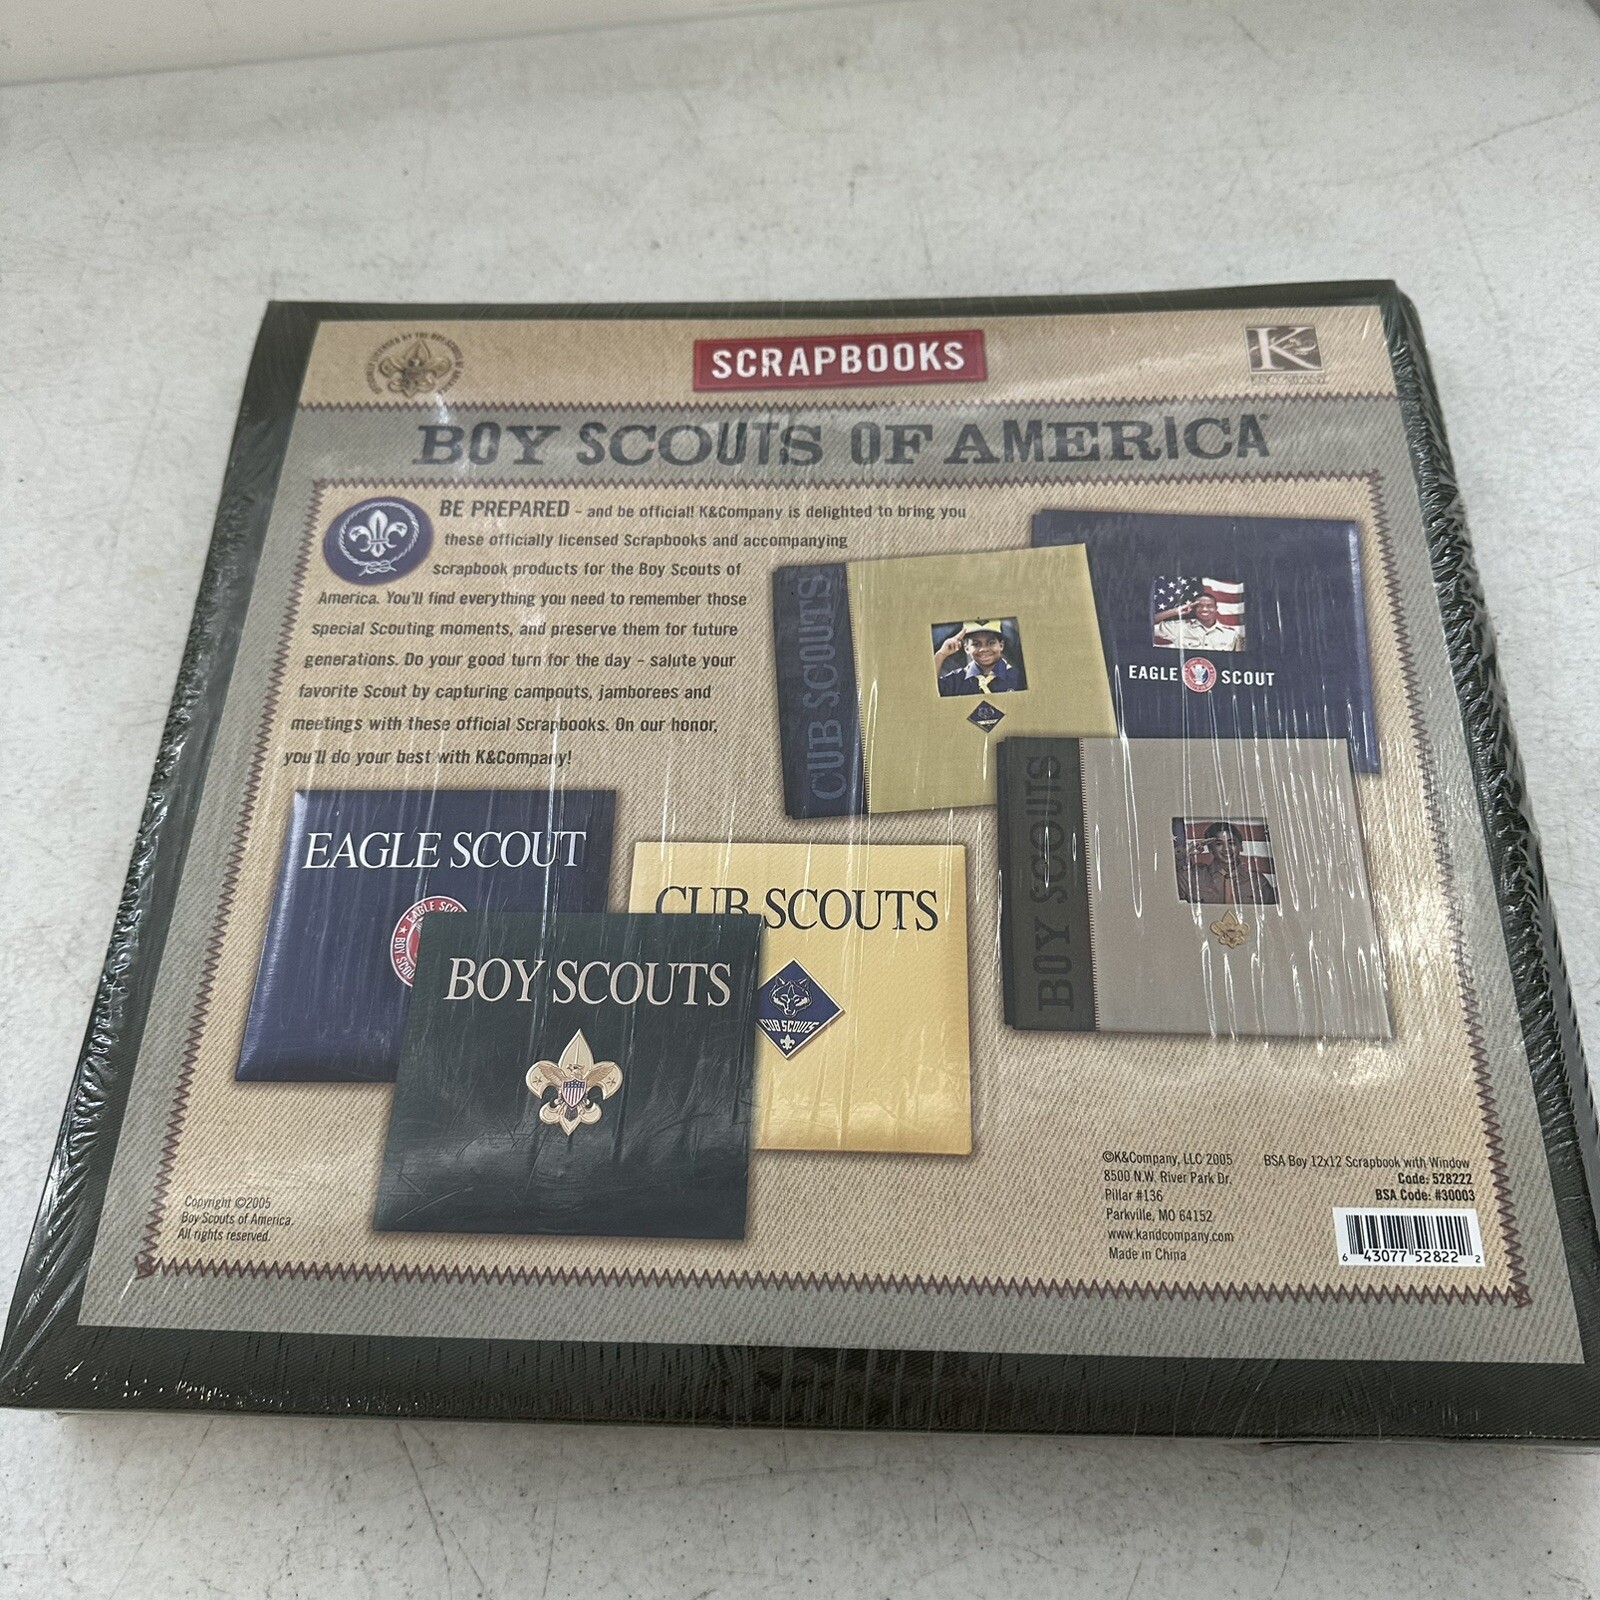 SCRAPBOOKS
K
K&COMPANY
BOY SCOUTS OF AMERICA
BE PREPARED - and be official! K&Company is delighted to bring you
these officially licensed Scrapbooks and accompanying
scrapbook products for the Boy Scouts of
America. You'll find everything you need to remember those
special Scouting moments, and preserve them for future
generations. Do your good turn for the day - salute your
favorite Scout by capturing campouts, jamborees and
meetings with these official Scrapbooks. On our honor,
you'll do your best with K&Company!
CUB SCOUTS
EAGLE SCOUT
BOY SCOUTS
EAGLE SCOUT
EAGLE SCO
BOY SCOU
CUB SCOUTS
CUB SCOUTS
BOY SCOUTS
Copyright ©2005
Boy Scouts of America.
All rights reserved.
©K&Company, LLC 2005
8500 N.W. River Park Dr.
Pillar #136
Parkville, MO 64152
www.kandcompany.com
Made in China
BSA Boy 12x12 Scrapbook with Window
Code: 528222
BSA Code: #30003
6 43077 52822 2